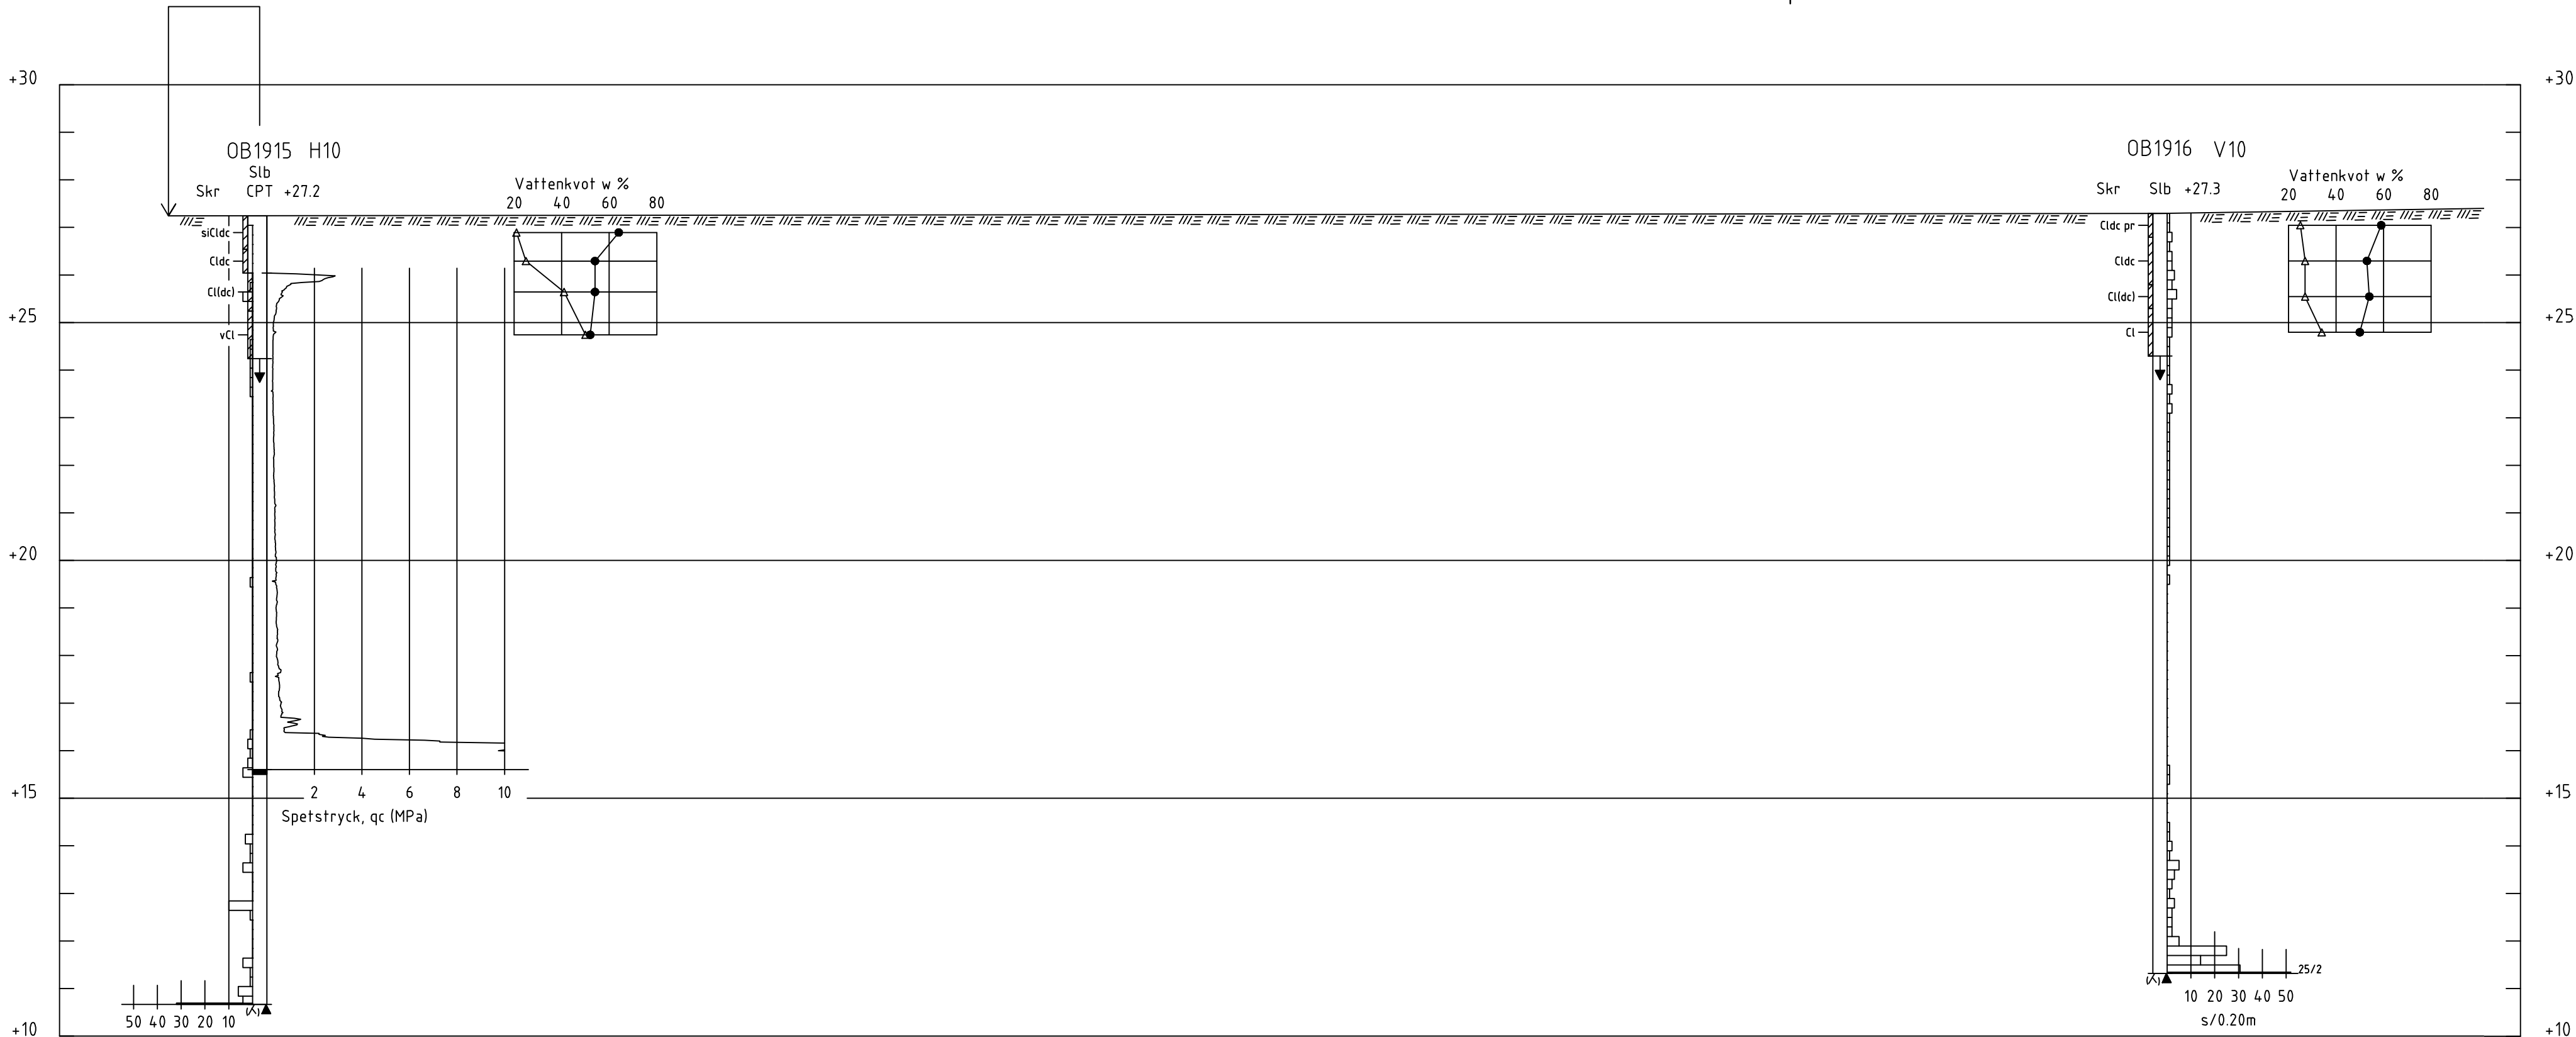 +30 +30
OB1915 H10
OB1916 V10
Slb
Skr CPT +27.2
Skr Slb +27.3
Vattenkvot w %
20 40 60 80
Vattenkvot w %
20 40 60 80
siCldc
Cldc
Cl(dc)
vCl
Cldc pr
Cldc
Cl(dc)
Cl
+25 +25
+20 +20
+15 +15
2 4 6 8 10
Spetstryck, qc (MPa)
25/2
50 40 30 20 10
10 20 30 40 50
s/0.20m
+10 +10